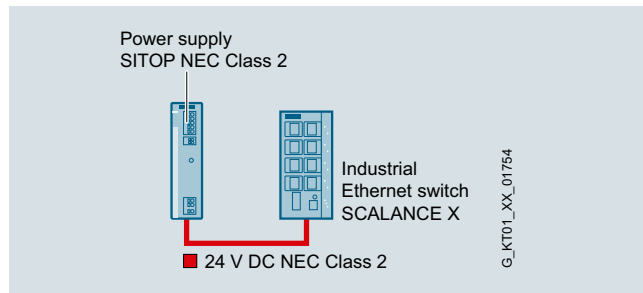 Power supply
SITOP NEC Class 2
Industrial
Ethernet switch
SCALANCE X
24 V DC NEC Class 2
G_KT01_XX_01754